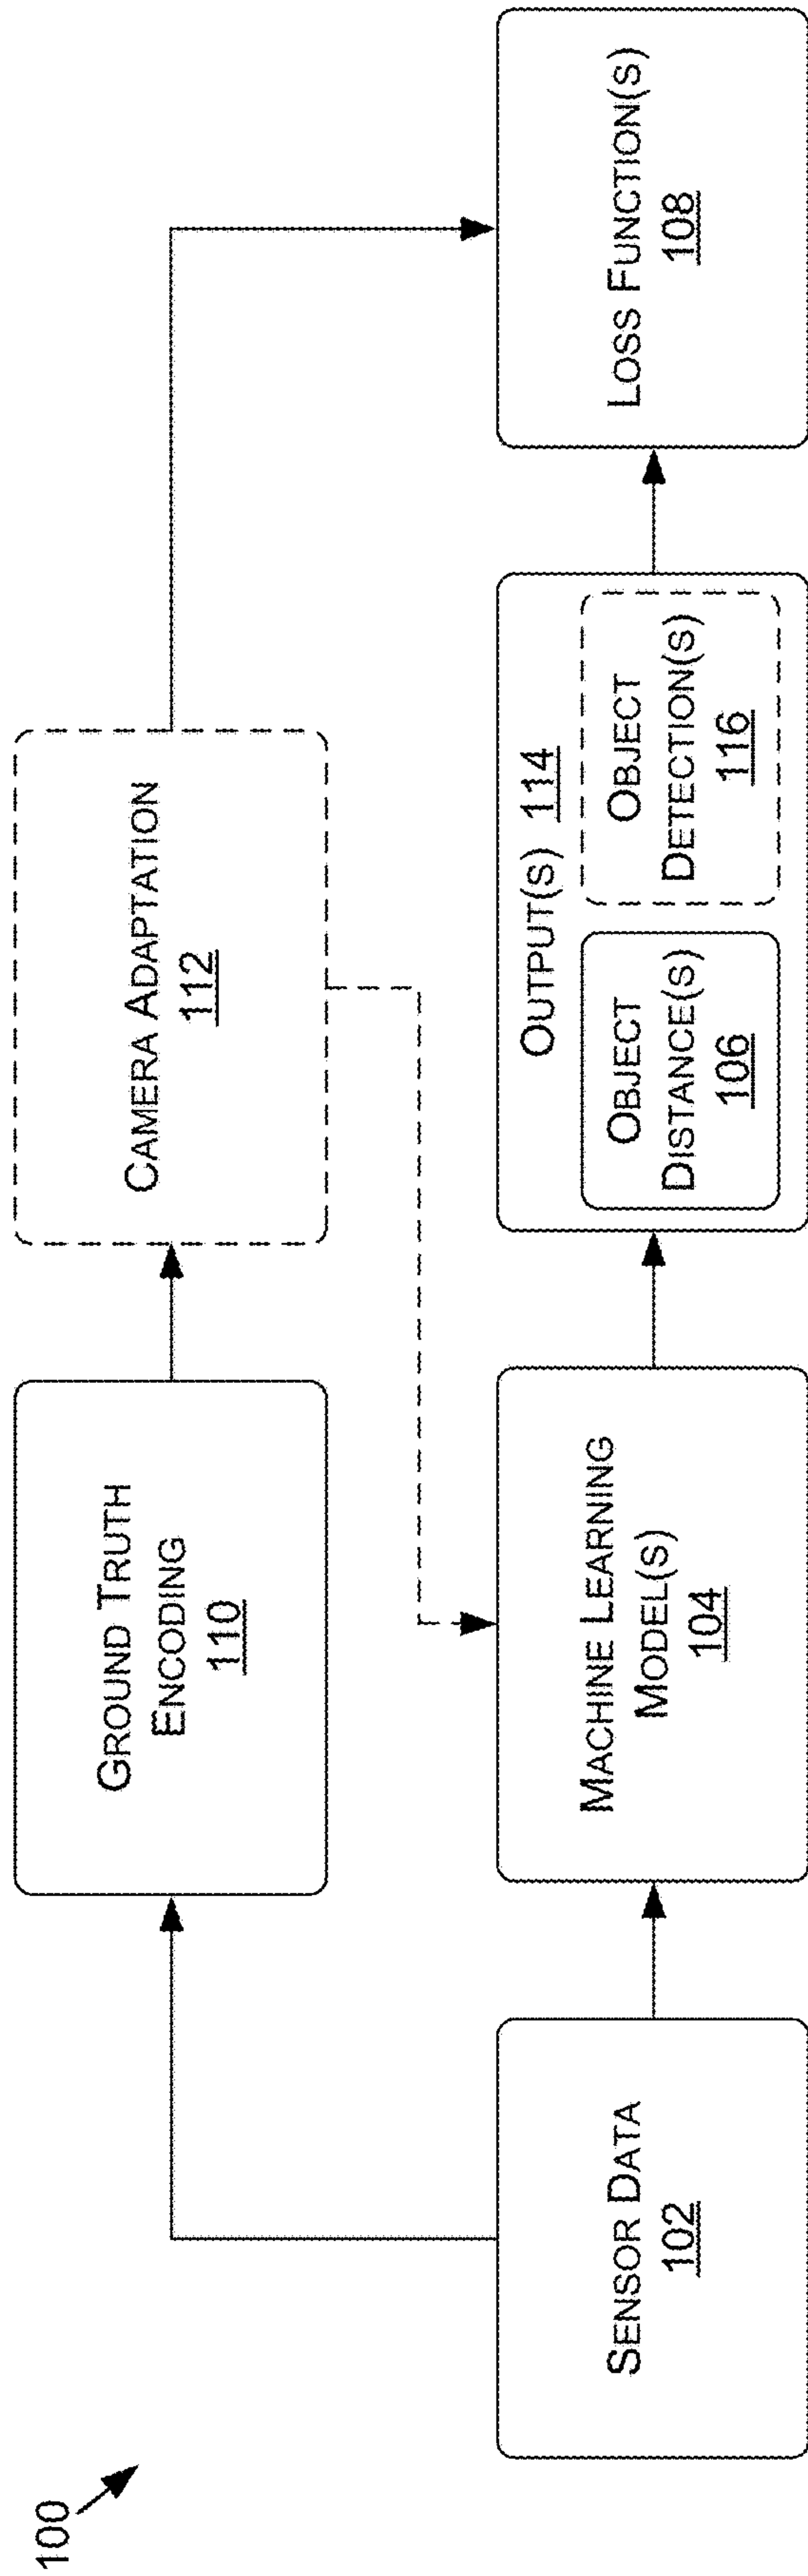 100
GROUND TRUTH
ENCODING
110
CAMERA ADAPTATION
112
SENSOR DATA
102
MACHINE LEARNING
MODEL(S)
104
OUTPUT(S) 114
OBJECT
DISTANCE(S)
106
OBJECT
DETECTION(S)
116
LOSS FUNCTION(S)
108